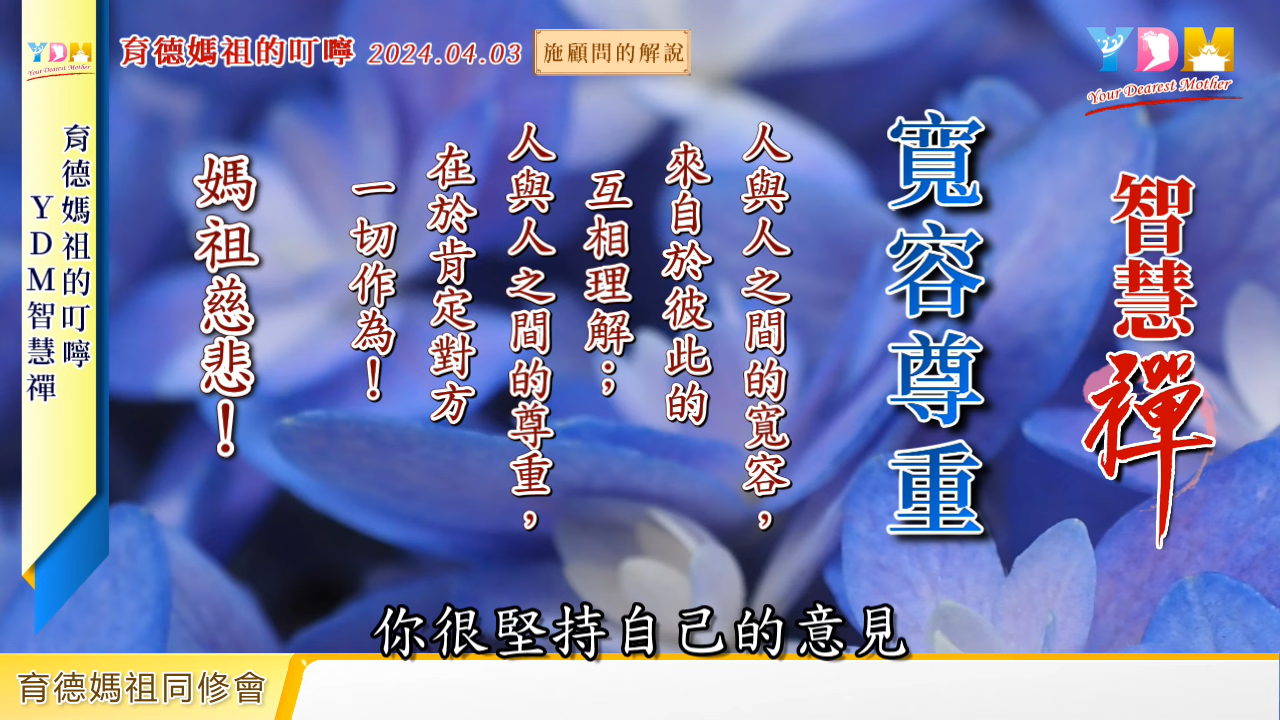 育德媽祖的叮嚀 2024.04.03 施顧問的解說
YDM
Your Dearest Mother
YDM
Your Dearest Mother
育德媽祖的叮嚀
YDM智慧禪
智慧禪
寬容尊重
人與人之間的寬容，
來自於彼此的
互相理解；
人與人之間的尊重，
在於肯定對方
一切作為！
媽祖慈悲！
你很堅持自己的意見
育德媽祖同修會